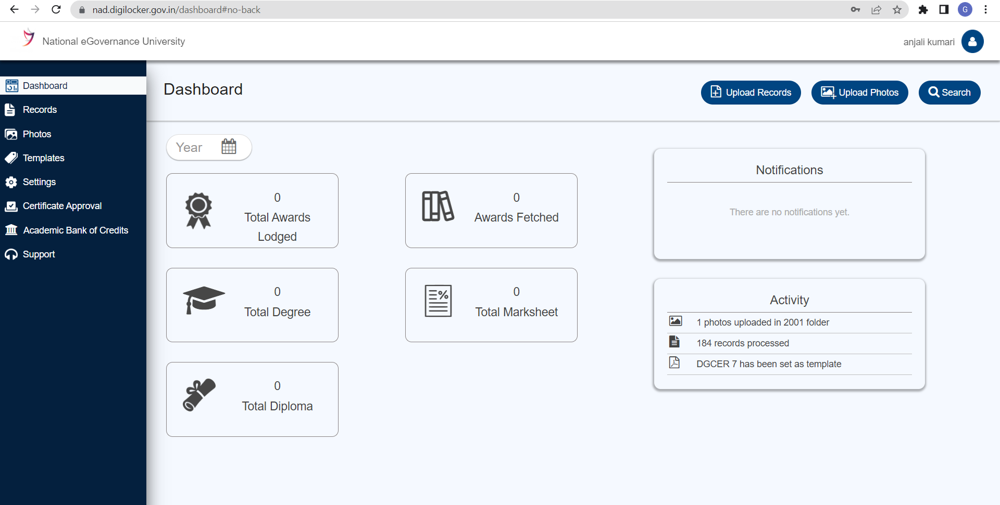 nad.digilocker.gov.in/dashboard#no-back
G
National eGovernance University
anjali kumari
Dashboard
Records
Photos
Templates
Settings
Certificate Approval
Academic Bank of Credits
Support
Dashboard
Upload Records
Upload Photos
Search
Year
0
Total Awards
Lodged
0
Awards Fetched
0
Total Degree
0
Total Marksheet
0
Total Diploma
Notifications
There are no notifications yet.
Activity
1 photos uploaded in 2001 folder
184 records processed
DGCER 7 has been set as template